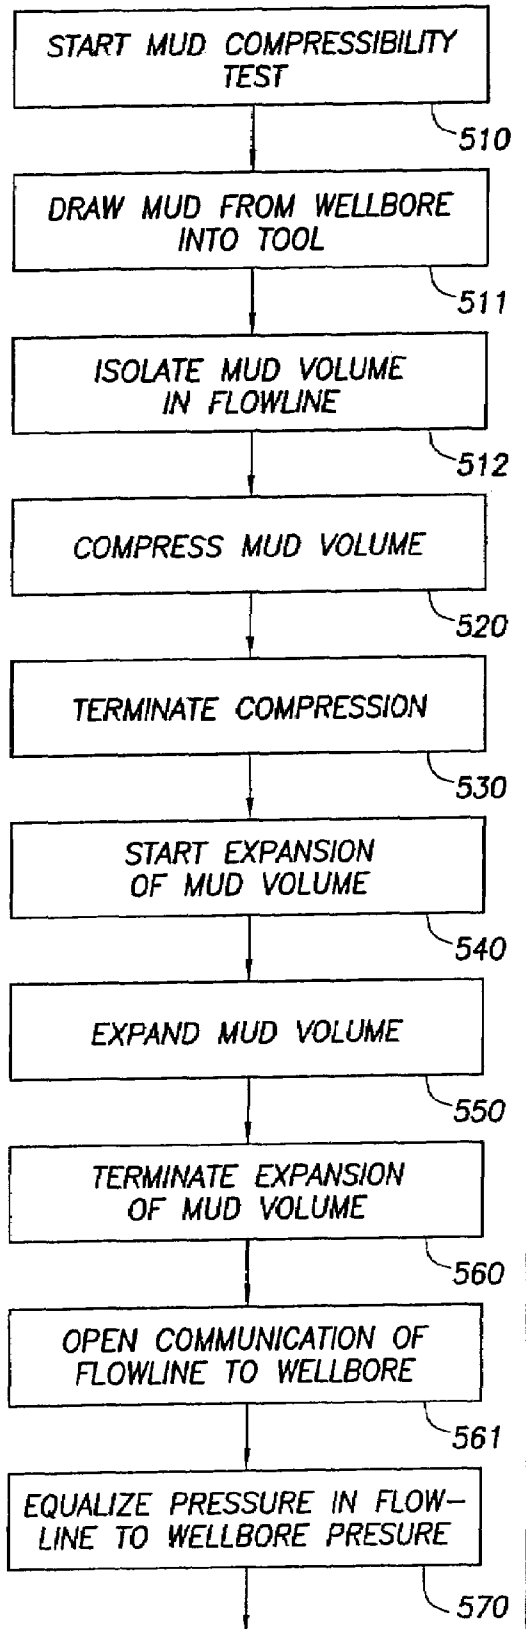 START MUD COMPRESSIBILITY
TEST
510
DRAW MUD FROM WELLBORE
INTO TOOL
511
ISOLATE MUD VOLUME
IN FLOWLINE
512
COMPRESS MUD VOLUME
520
TERMINATE COMPRESSION
530
START EXPANSION
OF MUD VOLUME
540
EXPAND MUD VOLUME
550
TERMINATE EXPANSION
OF MUD VOLUME
560
OPEN COMMUNICATION OF
FLOWLINE TO WELLBORE
561
EQUALIZE PRESSURE IN FLOW-
LINE TO WELLBORE PRESURE
570